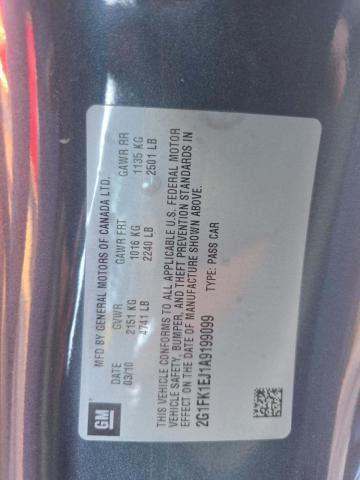 GM
MFD BY GENERAL MOTORS OF CANADA LTD.
DATE GVWR GAWR FRT GAWR RR
03/10 2151 KG 1016 KG 1135 KG
4741 LB 2240 LB 2501 LB
THIS VEHICLE CONFORMS TO ALL APPLICABLE U.S. FEDERAL MOTOR
VEHICLE SAFETY, BUMPER, AND THEFT PREVENTION STANDARDS IN
EFFECT ON THE DATE OF MANUFACTURE SHOWN ABOVE.
2G1FK1EJ1A9199099 TYPE: PASS CAR